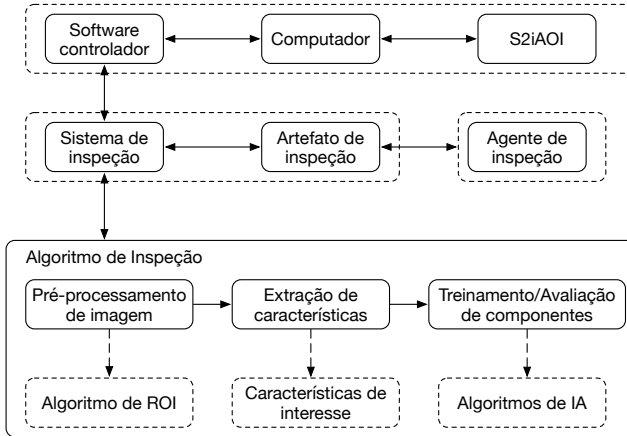 Software
controlador
Computador
S2iAOI
Sistema de
inspeção
Artefato de
inspeção
Agente de
inspeção
Algoritmo de Inspeção
Pré-processamento
de imagem
Extração de
características
Treinamento/Avaliação
de componentes
Algoritmo de ROI
Características de
interesse
Algoritmos de IA